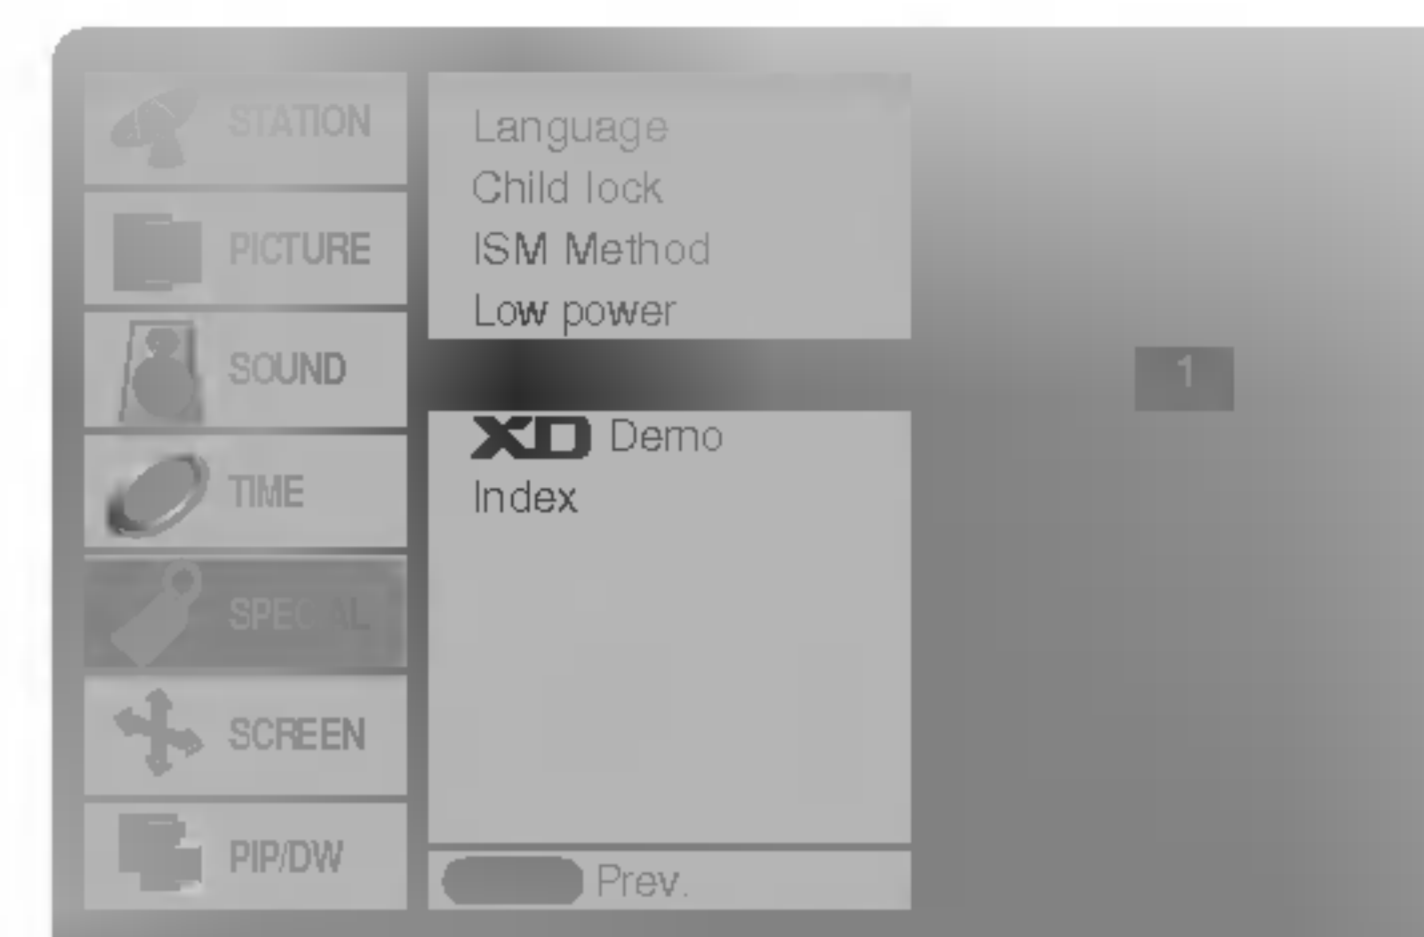 STATION
PICTURE
SOUND
TIME
SPECIAL
SCREEN
PIP/DW
Language
Child lock
ISM Method
Low power
XD Demo
Index
Prev.
1